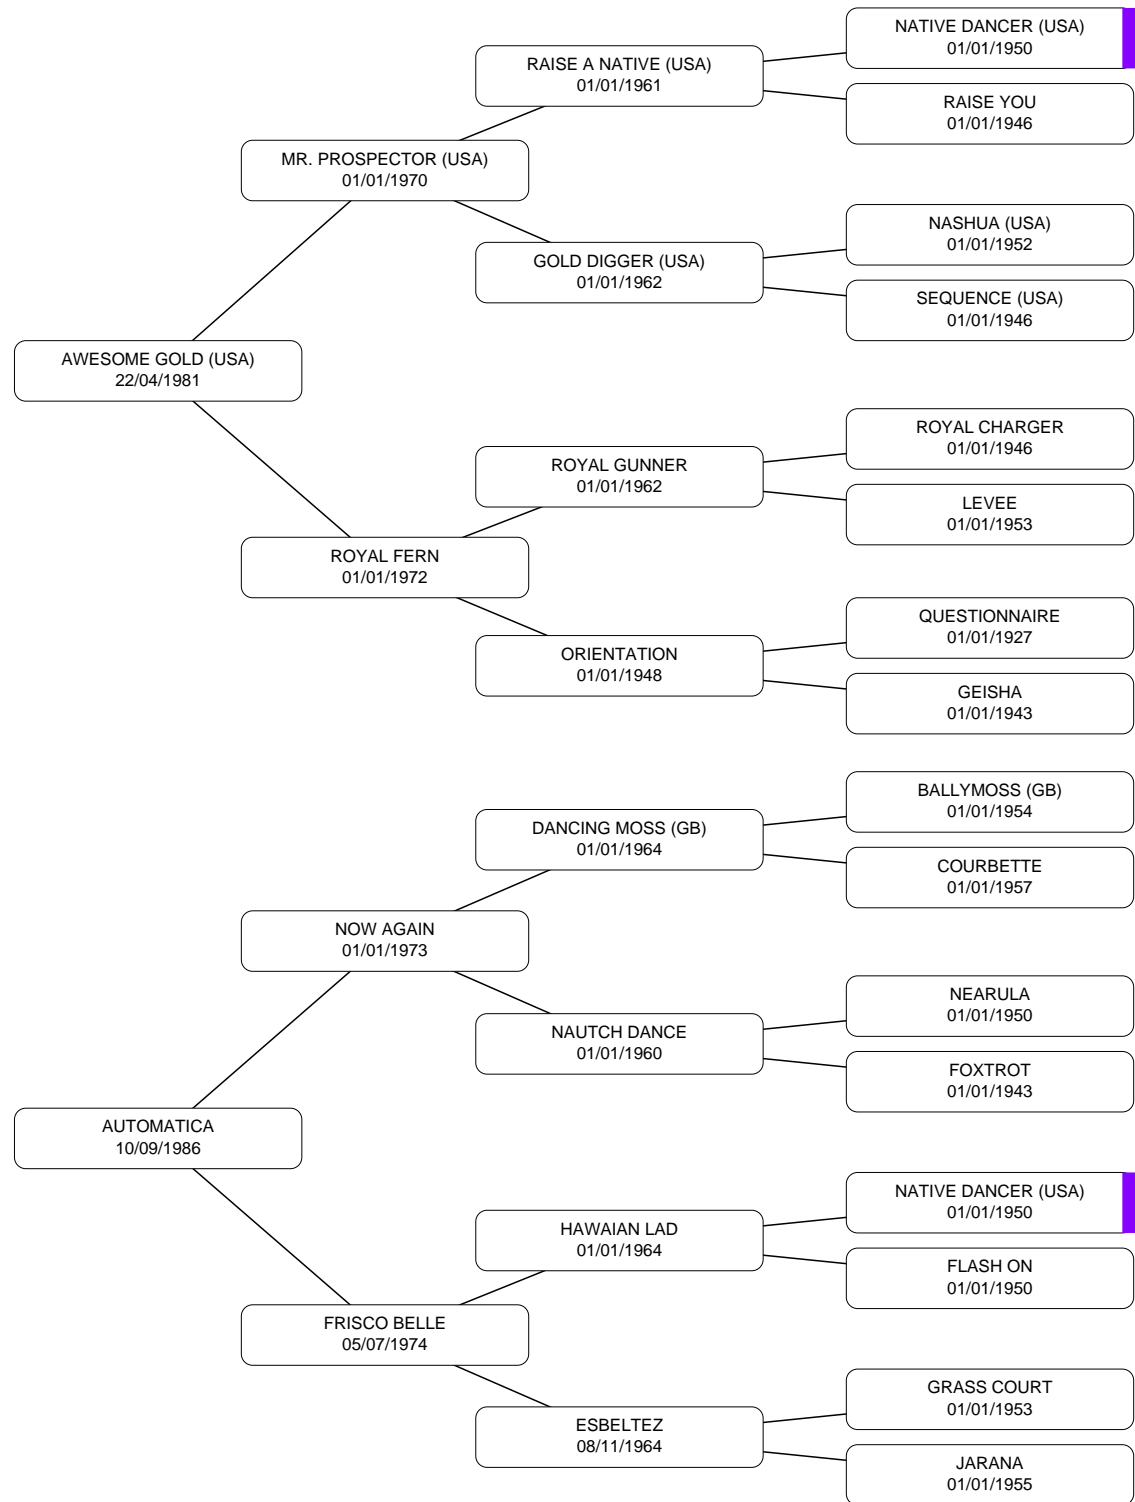 NATIVE DANCER (USA)
01/01/1950
RAISE A NATIVE (USA)
01/01/1961
RAISE YOU
01/01/1946
MR. PROSPECTOR (USA)
01/01/1970
NASHUA (USA)
01/01/1952
GOLD DIGGER (USA)
01/01/1962
SEQUENCE (USA)
01/01/1946
AWESOME GOLD (USA)
22/04/1981
ROYAL CHARGER
01/01/1946
ROYAL GUNNER
01/01/1962
LEVEE
01/01/1953
ROYAL FERN
01/01/1972
QUESTIONNAIRE
01/01/1927
ORIENTATION
01/01/1948
GEISHA
01/01/1943
BALLYMOSS (GB)
01/01/1954
DANCING MOSS (GB)
01/01/1964
COURBETTE
01/01/1957
NOW AGAIN
01/01/1973
NEARULA
01/01/1950
NAUTCH DANCE
01/01/1960
FOXTROT
01/01/1943
AUTOMATICA
10/09/1986
NATIVE DANCER (USA)
01/01/1950
HAWAIAN LAD
01/01/1964
FLASH ON
01/01/1950
FRISCO BELLE
05/07/1974
GRASS COURT
01/01/1953
ESBELTEZ
08/11/1964
JARANA
01/01/1955